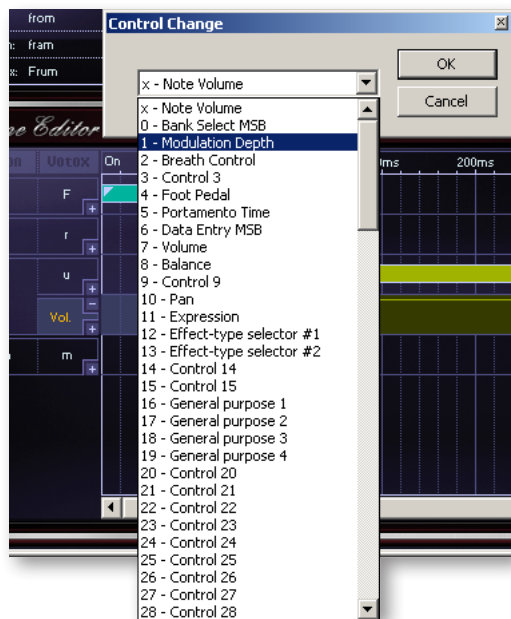 from
Control Change
fram
OK
x: Frum
x - Note Volume
Cancel
x - Note Volume
0 - Bank Select MSB
Editor
1 - Modulation Depth
Votox
On
2 - Breath Control
200ms
3 - Control 3
F
4 - Foot Pedal
5 - Portamento Time
6 - Data Entry MSB
r
7 - Volume
8 - Balance
u
9 - Control 9
10 - Pan
Vol.
11 - Expression
12 - Effect-type selector #1
13 - Effect-type selector #2
m
14 - Control 14
15 - Control 15
16 - General purpose 1
17 - General purpose 2
18 - General purpose 3
19 - General purpose 4
20 - Control 20
21 - Control 21
22 - Control 22
23 - Control 23
24 - Control 24
25 - Control 25
26 - Control 26
27 - Control 27
28 - Control 28